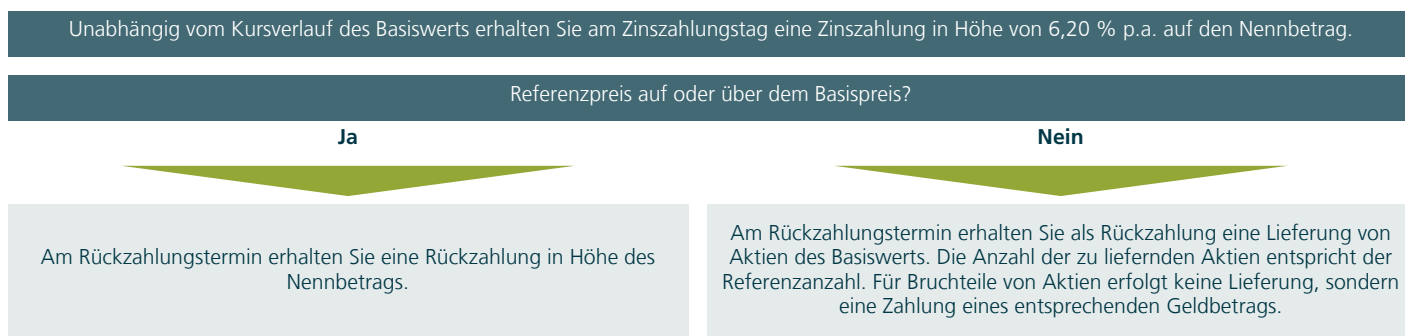 Unabhängig vom Kursverlauf des Basiswerts erhalten Sie am Zinszahlungstag eine Zinszahlung in Höhe von 6,20 % p.a. auf den Nennbetrag.
Referenzpreis auf oder über dem Basispreis?
Ja
Nein
Am Rückzahlungstermin erhalten Sie eine Rückzahlung in Höhe des
Nennbetrags.
Am Rückzahlungstermin erhalten Sie als Rückzahlung eine Lieferung von
Aktien des Basiswerts. Die Anzahl der zu liefernden Aktien entspricht der
Referenzanzahl. Für Bruchteile von Aktien erfolgt keine Lieferung, sondern
eine Zahlung eines entsprechenden Geldbetrags.